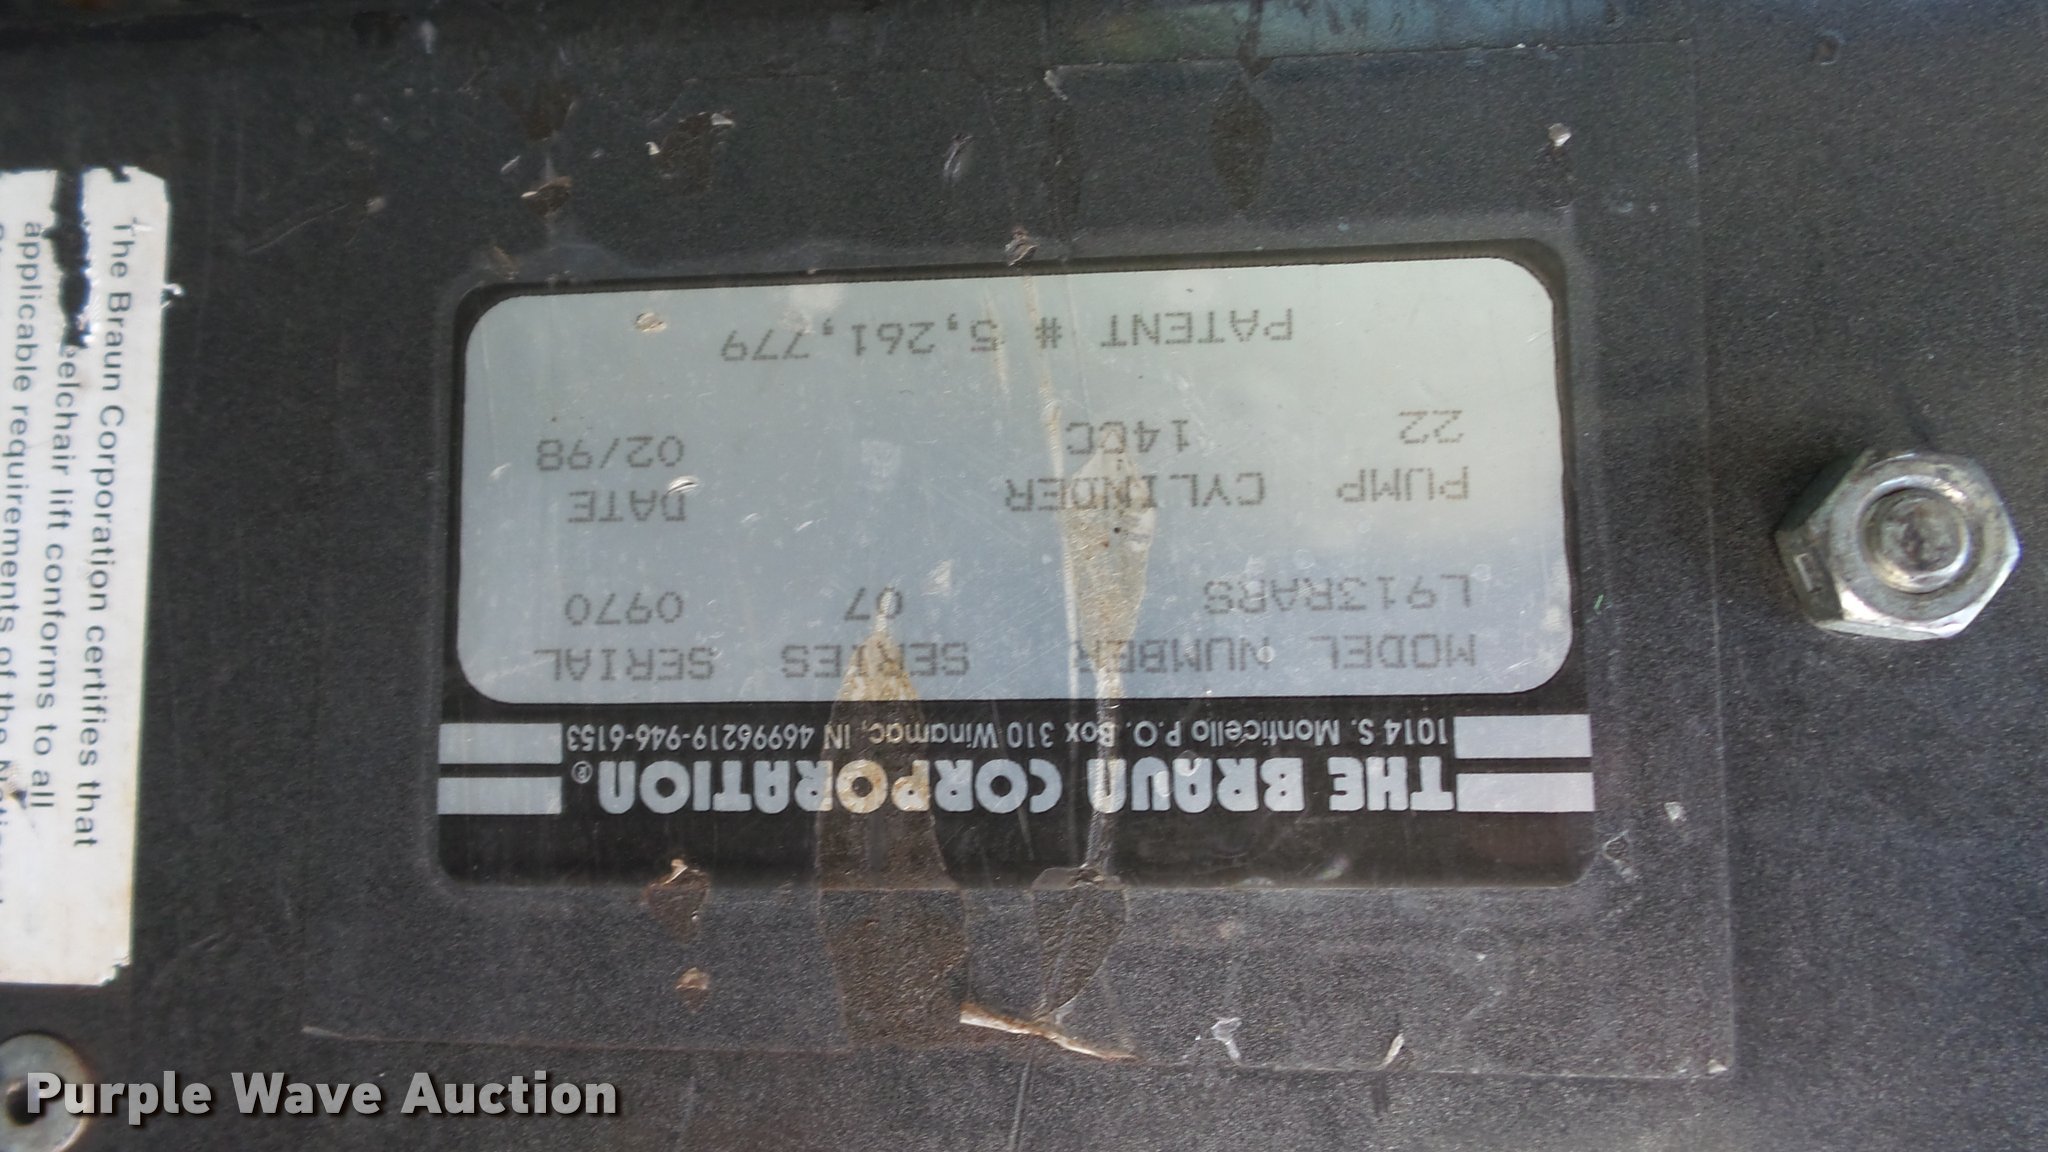 THE BRAUN CORPORATION®
1014 S. Monticello P.O. Box 310 Winamac, IN 46996219-946-6153
MODEL NUMBER SERIES SERIAL
L913RABS 07 0970
PUMP CYLINDER DATE
22 14CC 02/98
PATENT # 5,261,779
The Braun Corporation certifies that
eelchair lift conforms to all
applicable requirements of the
Purple Wave Auction